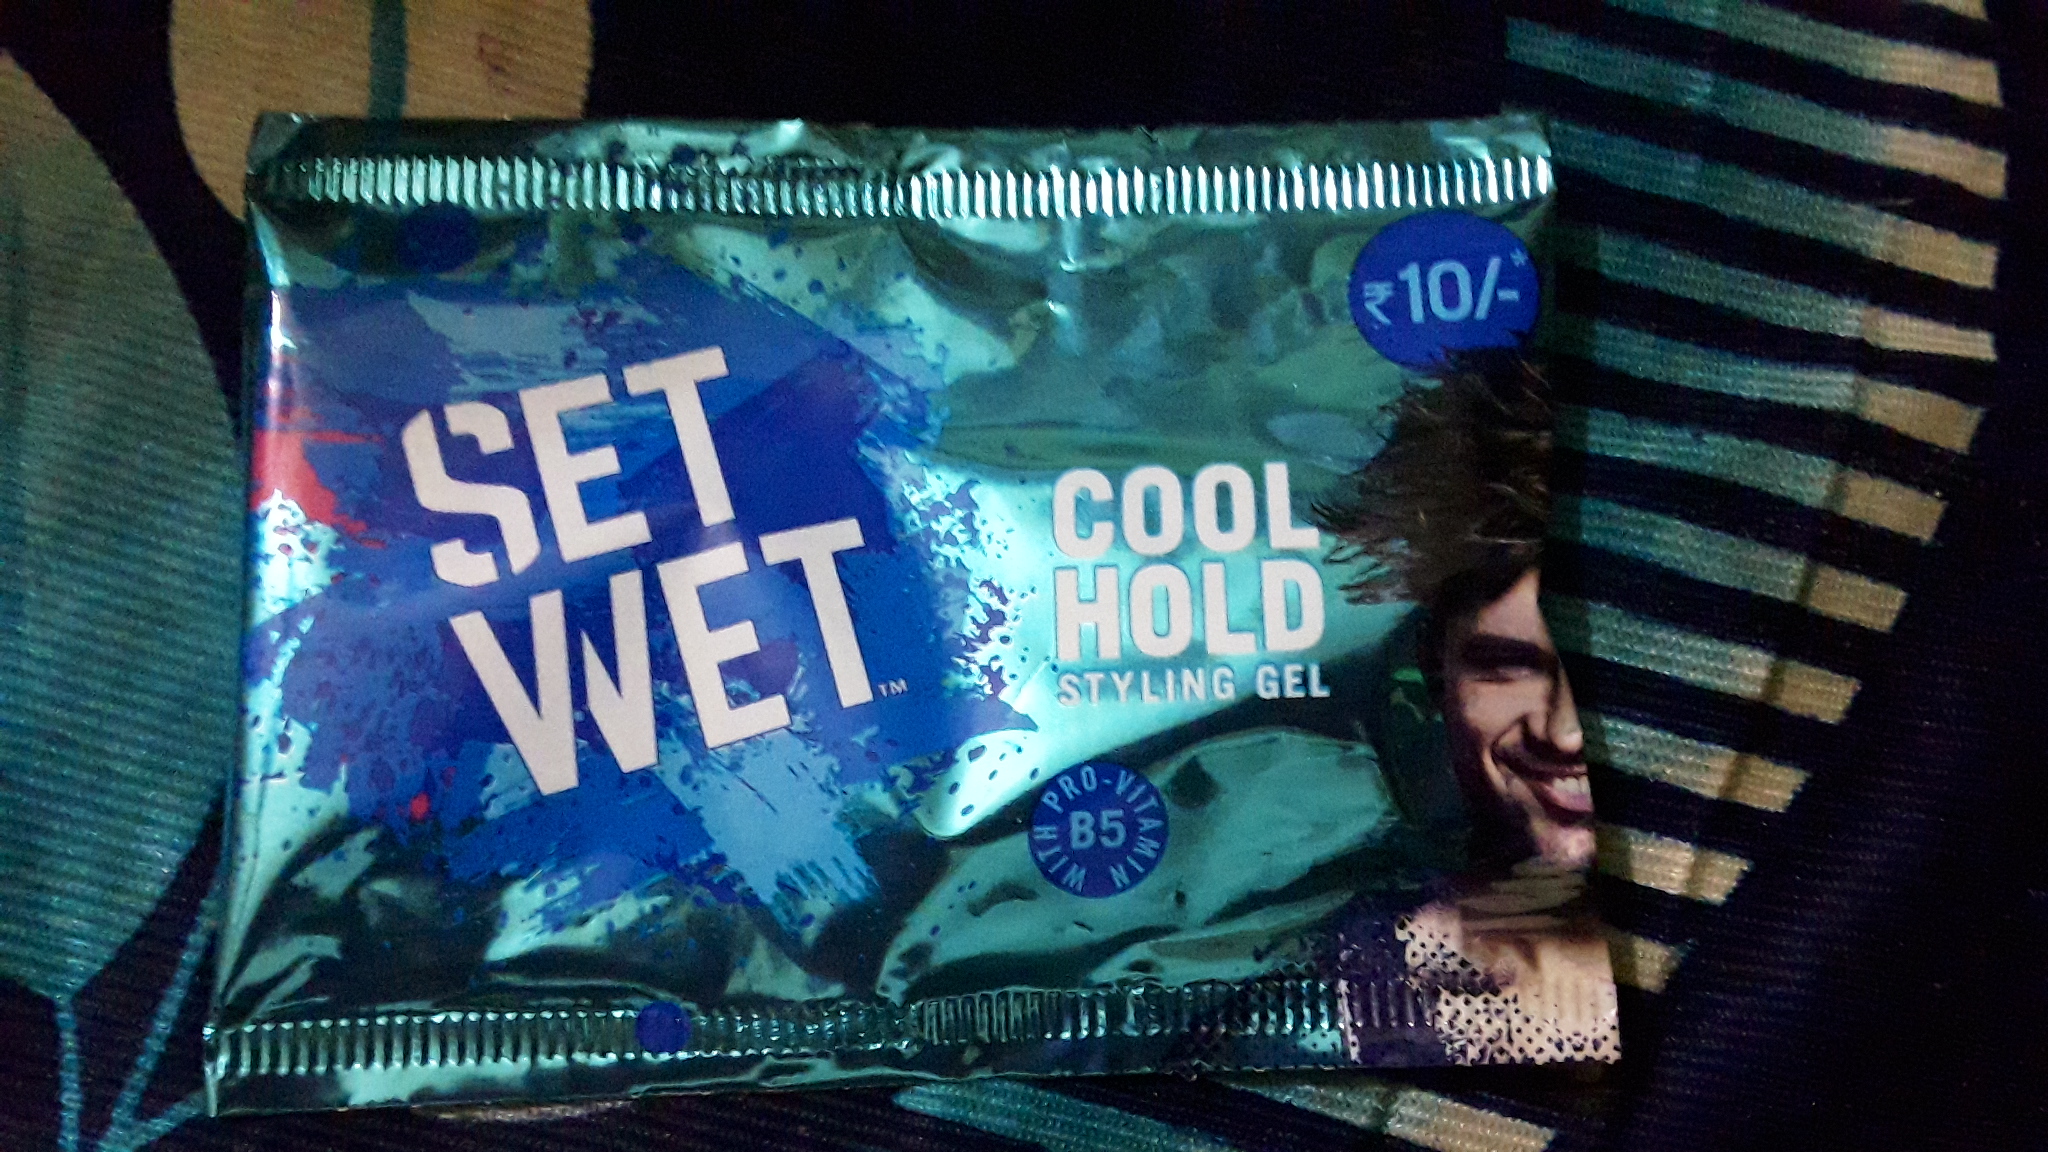 ₹10/-*
SET
WET™
COOL
HOLD
STYLING GEL
WITH PRO-VITAMIN
B5